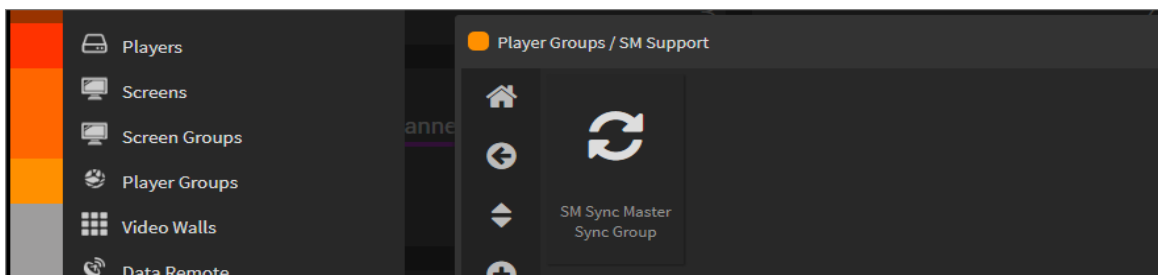 Players
Screens
Screen Groups
Player Groups
Video Walls
Data Remote
anne
Player Groups / SM Support
SM Sync Master
Sync Group